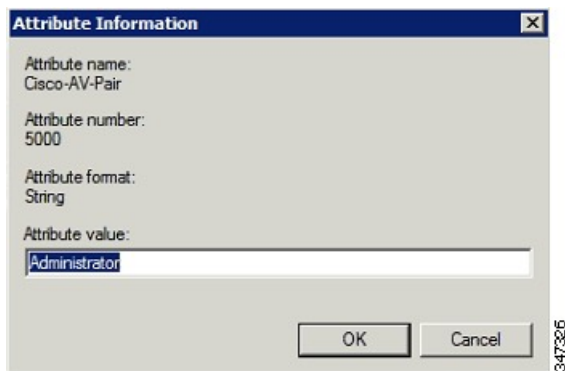 Attribute Information
Attribute name:
Cisco-AV-Pair
Attribute number:
5000
Attribute format:
String
Attribute value:
Administrator
OK
Cancel
347326